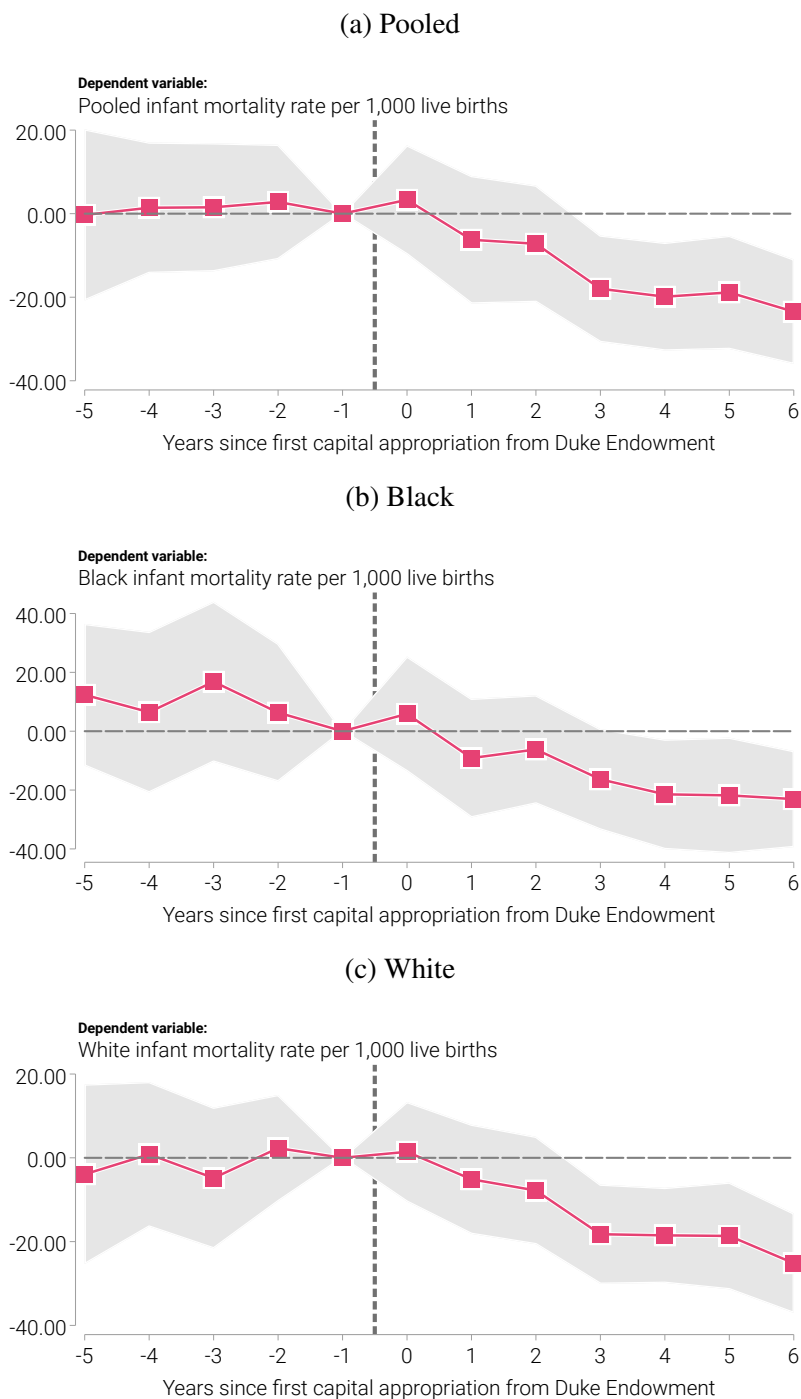 (a) Pooled
Dependent variable:
Pooled infant mortality rate per 1,000 live births
20.00
0.00
-20.00
-40.00
-5 -4 -3 -2 -1 0 1 2 3 4 5 6
Years since first capital appropriation from Duke Endowment
(b) Black
Dependent variable:
Black infant mortality rate per 1,000 live births
40.00
20.00
0.00
-20.00
-40.00
-5 -4 -3 -2 -1 0 1 2 3 4 5 6
Years since first capital appropriation from Duke Endowment
(c) White
Dependent variable:
White infant mortality rate per 1,000 live births
20.00
0.00
-20.00
-40.00
-5 -4 -3 -2 -1 0 1 2 3 4 5 6
Years since first capital appropriation from Duke Endowment